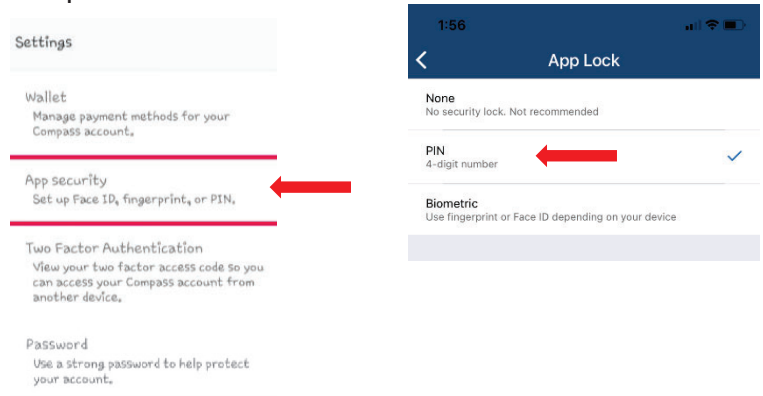 Settings
Wallet
Manage payment methods for your
Compass account.
App security
Set up Face ID, fingerprint, or PIN.
Two Factor Authentication
View your two factor access code so you
can access your Compass account from
another device.
Password
Use a strong password to help protect
your account.
1:56
App Lock
None
No security lock. Not recommended
PIN
4-digit number
Biometric
Use fingerprint or Face ID depending on your device